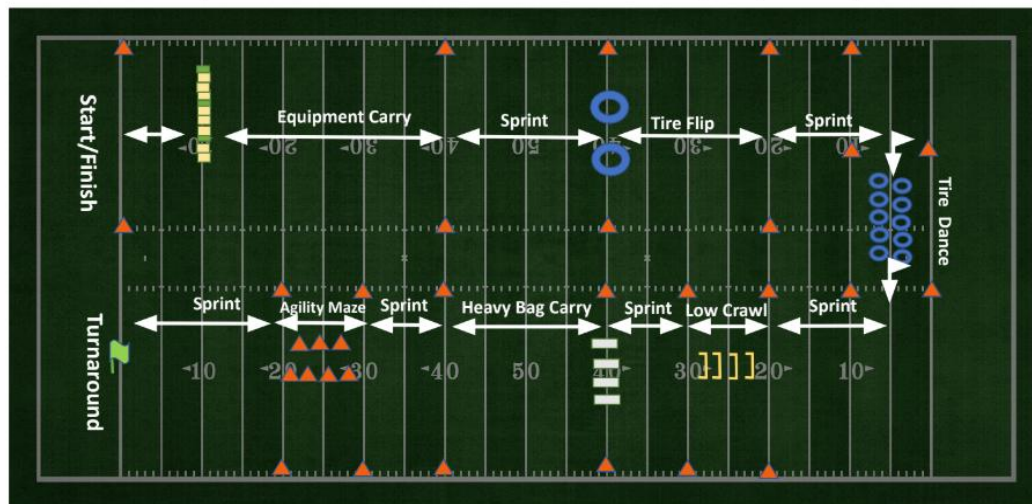 Start/Finish
Equipment Carry
Sprint
Tire Flip
Sprint
20 30 40 50 40 30 20 10
Tire Dance
Turnaround
Sprint
Agility Maze
Sprint
Heavy Bag Carry
Sprint
Low Crawl
Sprint
10 20 30 40 50 40 30 20 10